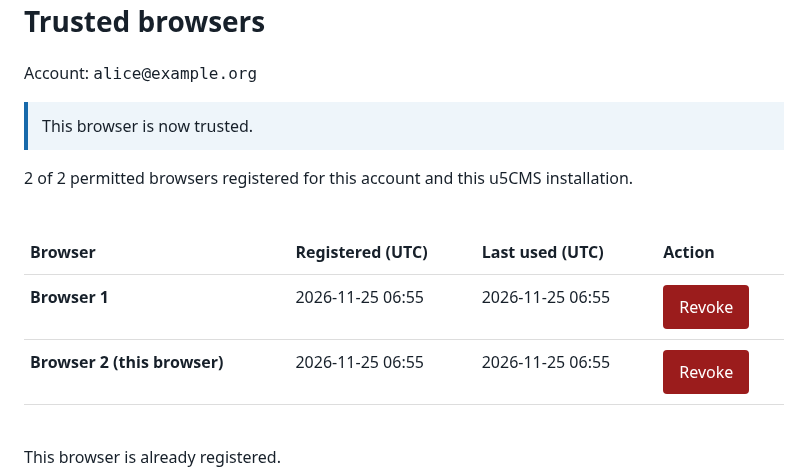 Trusted browsers
Account: alice@example.org
This browser is now trusted.
2 of 2 permitted browsers registered for this account and this u5CMS installation.
Browser Registered (UTC) Last used (UTC) Action
Browser 1 2026-11-25 06:55 2026-11-25 06:55 Revoke
Browser 2 (this browser) 2026-11-25 06:55 2026-11-25 06:55 Revoke
This browser is already registered.